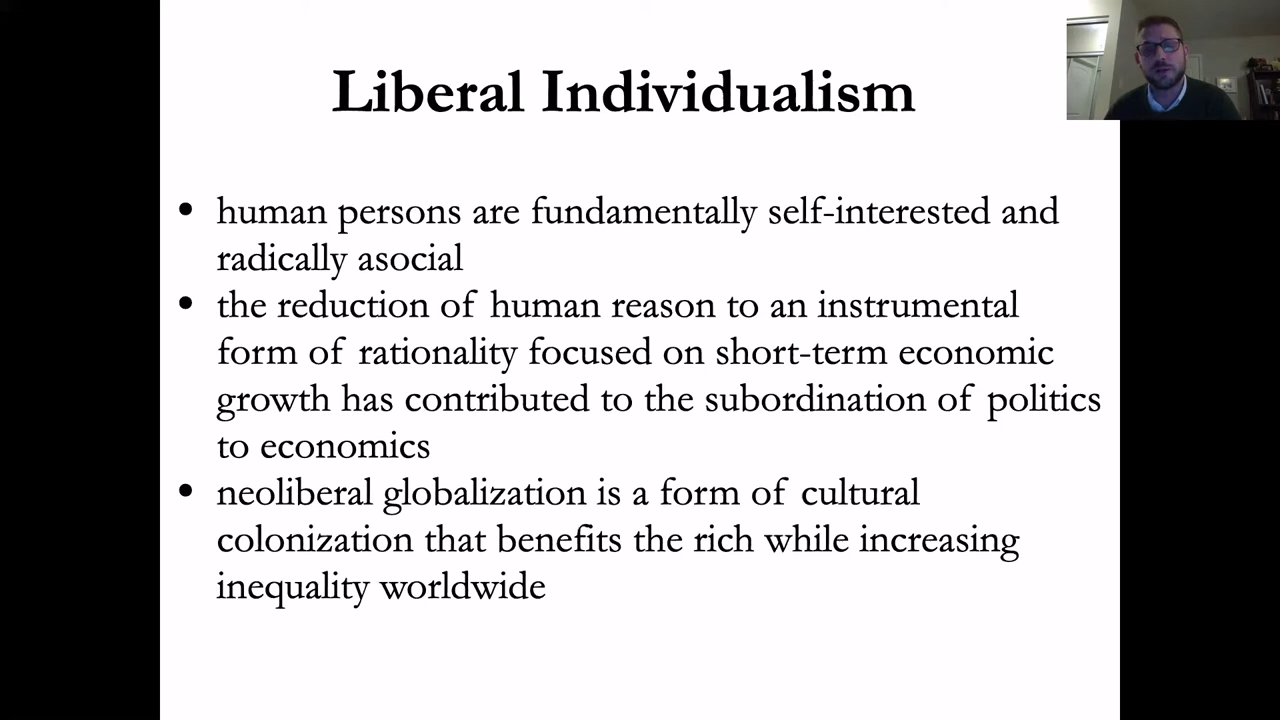 Liberal Individualism
• human persons are fundamentally self-interested and
radically asocial
• the reduction of human reason to an instrumental
form of rationality focused on short-term economic
growth has contributed to the subordination of politics
to economics
• neoliberal globalization is a form of cultural
colonization that benefits the rich while increasing
inequality worldwide